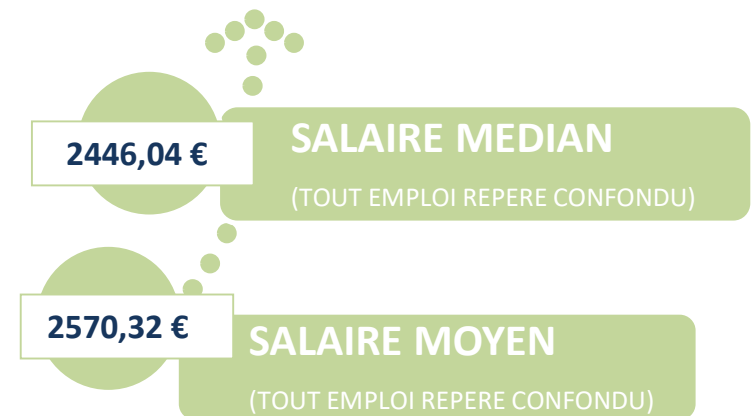 2446,04 €
SALAIRE MEDIAN
(TOUT EMPLOI REPERE CONFONDU)
2570,32 €
SALAIRE MOYEN
(TOUT EMPLOI REPERE CONFONDU)